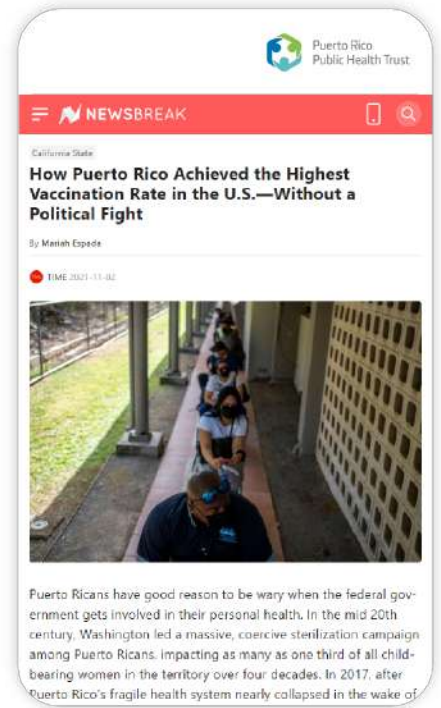 Puerto Rico
Public Health Trust
NEWSBREAK
California State
How Puerto Rico Achieved the Highest
Vaccination Rate in the U.S.—Without a
Political Fight
By Mariah Espada
TIME 2021-11-02
Puerto Ricans have good reason to be wary when the federal gov-
ernment gets involved in their personal health. In the mid 20th
century, Washington led a massive, coercive sterilization campaign
among Puerto Ricans, impacting as many as one third of all child-
bearing women in the territory over four decades. In 2017, after
Puerto Rico's fragile health system nearly collapsed in the wake of